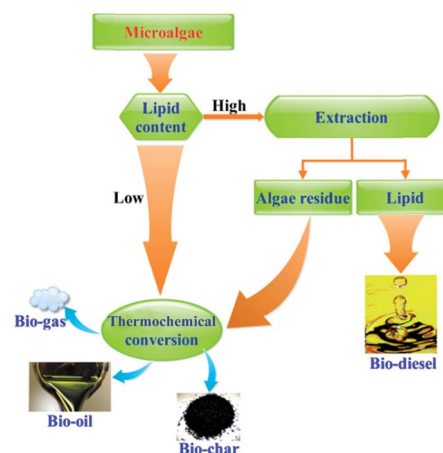 Microalgae
Lipid
content
High
Extraction
Low
Algae residue
Lipid
Bio-gas
Thermochemical
conversion
Bio-diesel
Bio-oil
Bio-char